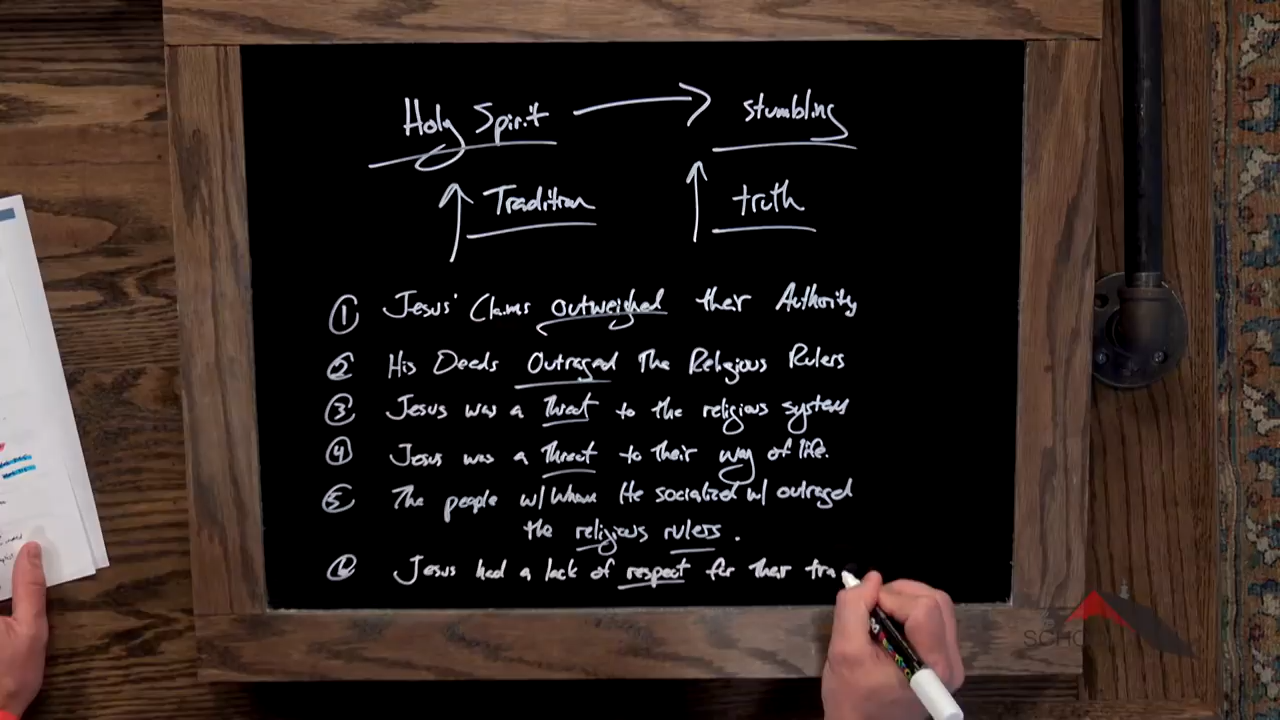 Holy Spirit → stumbling
↑ Tradition ↑ truth
① Jesus' Claims outweighed their Authority
② His Deeds Outraged The Religious Rulers
③ Jesus was a Threat to the religious system
④ Jesus was a Threat to their way of life.
⑤ The people w/ whom He socialized w/ outraged
the religious rulers.
⑥ Jesus had a lack of respect for their tra
SCHO